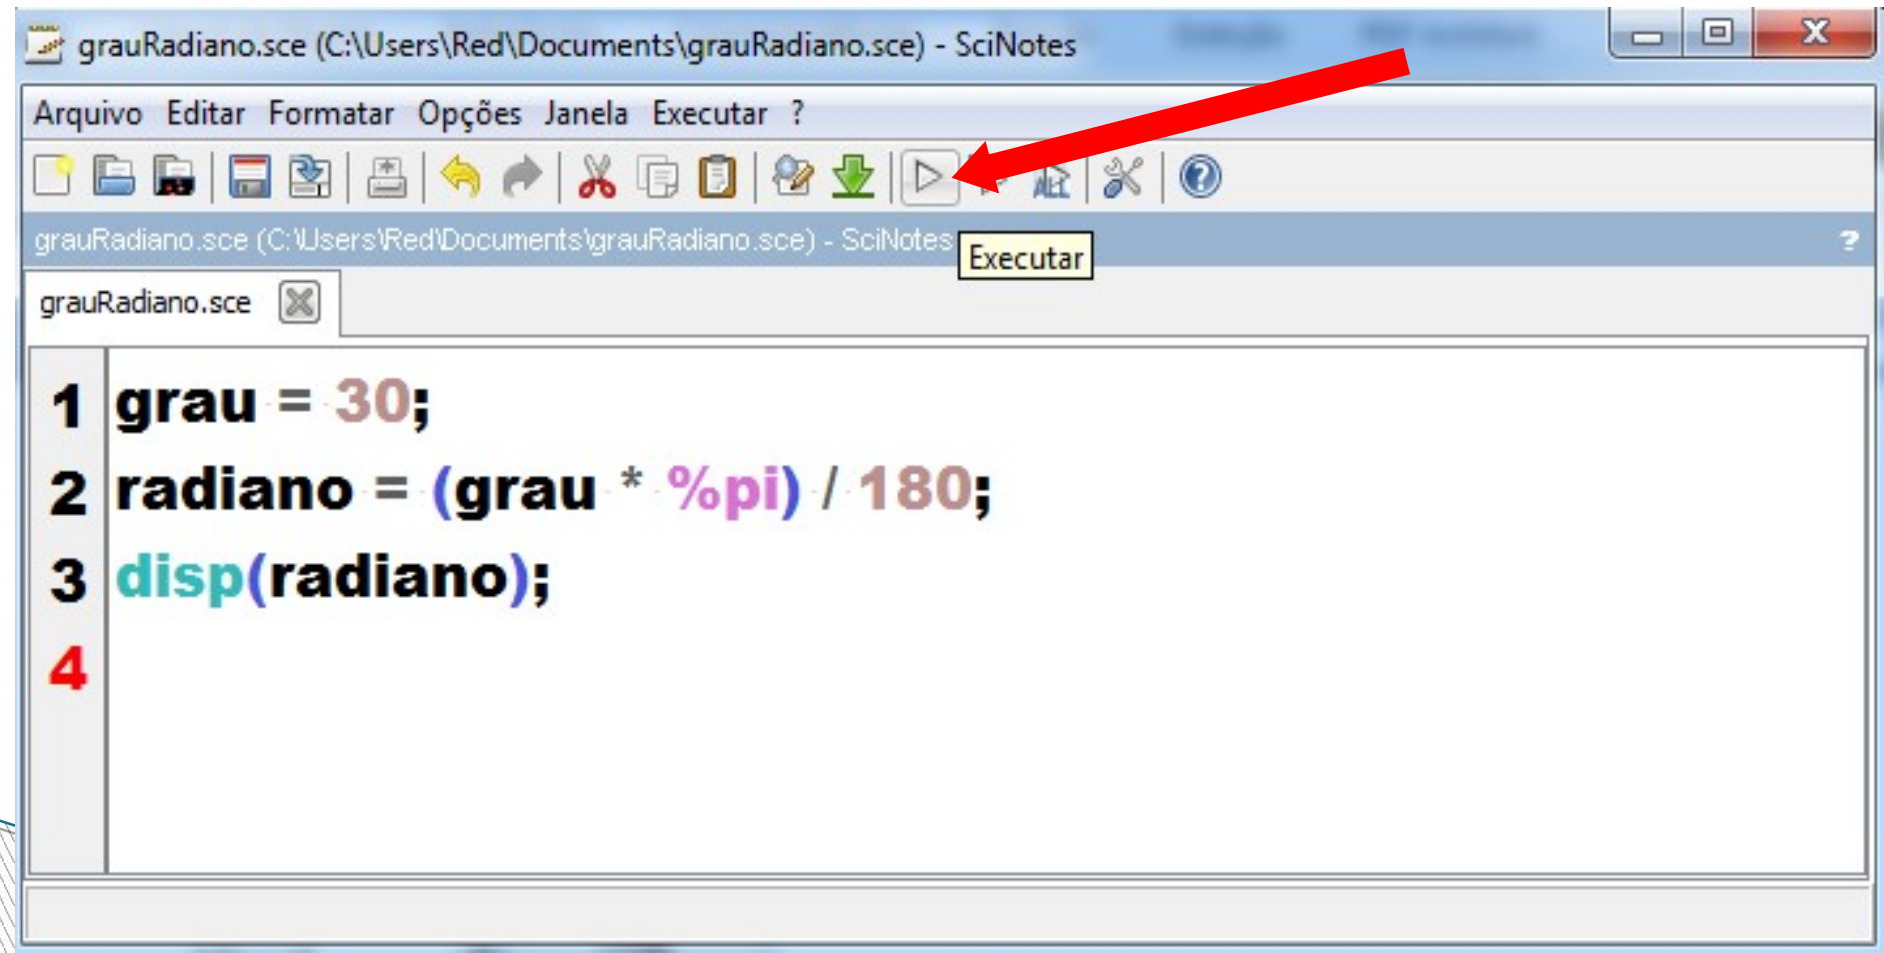 grauRadiano.sce (C:\Users\Red\Documents\grauRadiano.sce) - SciNotes
Arquivo Editar Formatar Opções Janela Executar ?
grauRadiano.sce (C:\Users\Red\Documents\grauRadiano.sce) - SciNotes ?
Executar
grauRadiano.sce
1 grau = 30;
2 radiano = (grau * %pi) / 180;
3 disp(radiano);
4